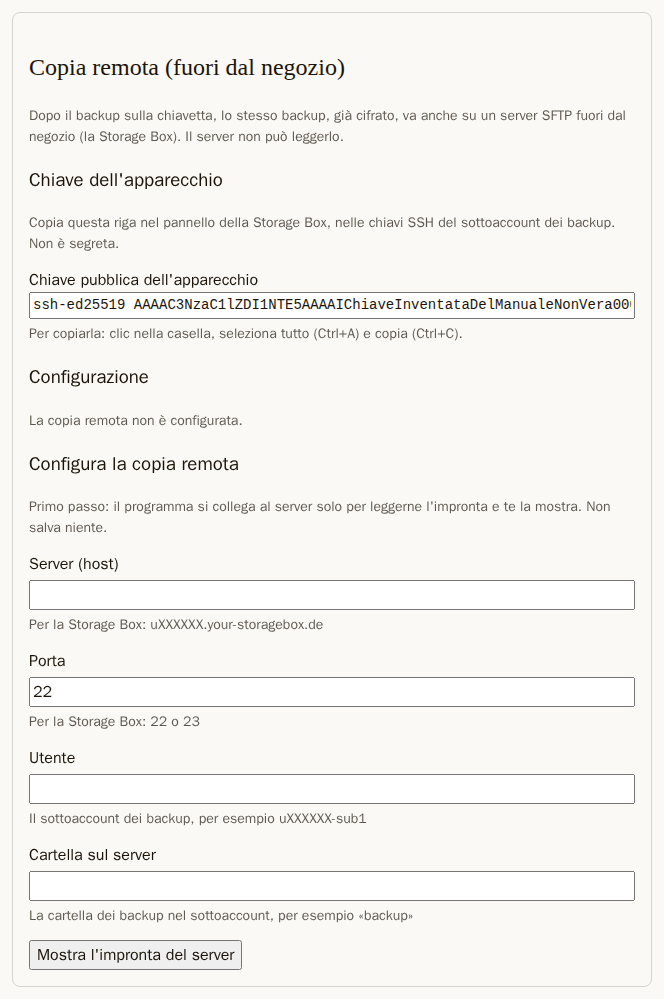 Copia remota (fuori dal negozio)
Dopo il backup sulla chiavetta, lo stesso backup, già cifrato, va anche su un server SFTP fuori dal
negozio (la Storage Box). Il server non può leggerlo.
Chiave dell'apparecchio
Copia questa riga nel pannello della Storage Box, nelle chiavi SSH del sottoaccount dei backup.
Non è segreta.
Chiave pubblica dell'apparecchio
ssh-ed25519 AAAAC3NzaC1lZDI1NTE5AAAAIChiaveInventataDelManualeNonVera00
Per copiarla: clic nella casella, seleziona tutto (Ctrl+A) e copia (Ctrl+C).
Configurazione
La copia remota non è configurata.
Configura la copia remota
Primo passo: il programma si collega al server solo per leggerne l'impronta e te la mostra. Non
salva niente.
Server (host)
Per la Storage Box: uXXXXXX.your-storagebox.de
Porta
22
Per la Storage Box: 22 o 23
Utente
Il sottoaccount dei backup, per esempio uXXXXXX-sub1
Cartella sul server
La cartella dei backup nel sottoaccount, per esempio «backup»
Mostra l'impronta del server